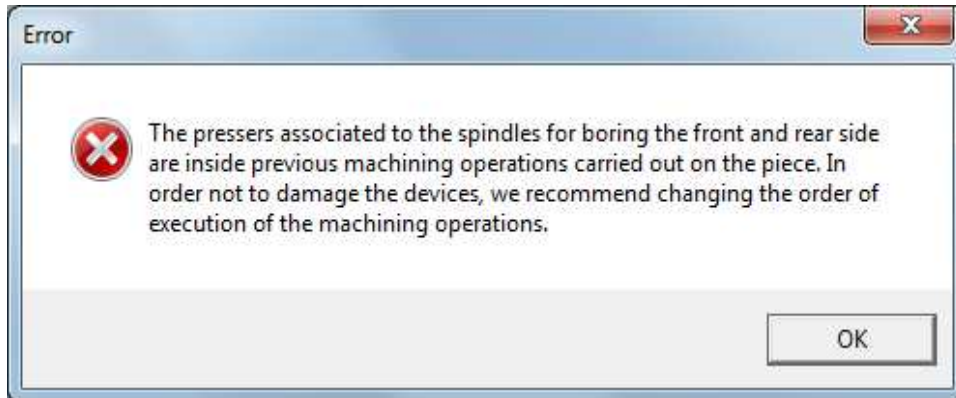 Error
The pressers associated to the spindles for boring the front and rear side
are inside previous machining operations carried out on the piece. In
order not to damage the devices, we recommend changing the order of
execution of the machining operations.
OK